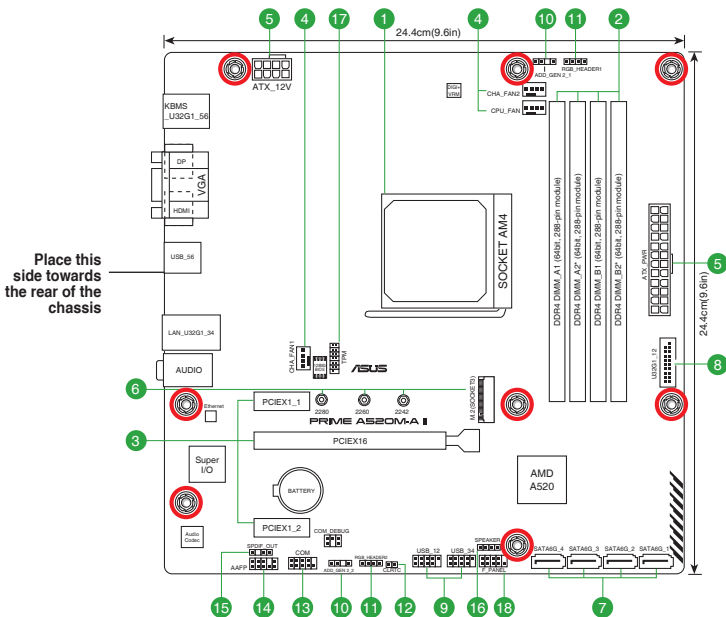 5
4
17
1
4
10
11
2
24.4cm(9.6in)
ATX_12V
DIGI+
VRM
ADD_GEN 2_1
RGB_HEADER1
CHA_FAN2
CPU_FAN
KBMS
_U32G1_56
DP
VGA
HDMI
USB_56
LAN_U32G1_34
AUDIO
Place this
side towards
the rear of the
chassis
SOCKET AM4
DDR4 DIMM_A1 (64bit, 288-pin module)
DDR4 DIMM_A2* (64bit, 288-pin module)
DDR4 DIMM_B1 (64bit, 288-pin module)
DDR4 DIMM_B2* (64bit, 288-pin module)
ATX_PWR
5
24.4cm(9.6in)
U32G1_12
8
CHA_FAN1
TPM
ASUS
6
Ethernet
PCIEX1_1
2280
2260
2242
M.2(SOCKET3)
PRIME A520M-A II
3
PCIEX16
Super
I/O
BATTERY
AMD
A520
Audio
Codec
PCIEX1_2
COM_DEBUG
SPDIF_OUT
AAFP
COM
ADD_GEN 2_2
RGB_HEADER2
CLRTC
USB_12
USB_34
SPEAKER
F_PANEL
SATA6G_4
SATA6G_3
SATA6G_2
SATA6G_1
15
14
13
10
11
12
9
16
18
7